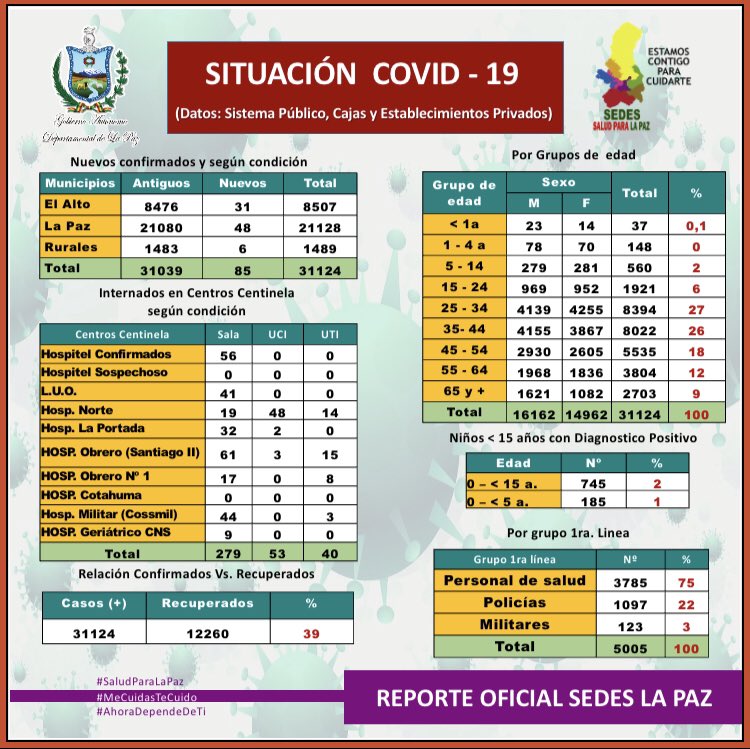 SITUACIÓN COVID - 19
(Datos: Sistema Público, Cajas y Establecimientos Privados)
Gobierno Autónomo
Departamental de La Paz
ESTAMOS
CONTIGO
PARA
CUIDARTE
SEDES
SALUD PARA LA PAZ
Nuevos confirmados y según condición
Municipios Antiguos Nuevos Total
El Alto 8476 31 8507
La Paz 21080 48 21128
Rurales 1483 6 1489
Total 31039 85 31124
Internados en Centros Centinela
según condición
Centros Centinela Sala UCI UTI
Hospitel Confirmados 56 0 0
Hospitel Sospechoso 0 0 0
L.U.O. 41 0 0
Hosp. Norte 19 48 14
Hosp. La Portada 32 2 0
HOSP. Obrero (Santiago II) 61 3 15
HOSP. Obrero Nº 1 17 0 8
HOSP. Cotahuma 0 0 0
Hosp. Militar (Cossmil) 44 0 3
HOSP. Geriátrico CNS 9 0 0
Total 279 53 40
Relación Confirmados Vs. Recuperados
Casos (+) Recuperados %
31124 12260 39
Por Grupos de edad
Grupo de edad Sexo Total %
M F
< 1a 23 14 37 0,1
1 - 4 a 78 70 148 0
5 - 14 279 281 560 2
15 - 24 969 952 1921 6
25 - 34 4139 4255 8394 27
35- 44 4155 3867 8022 26
45 - 54 2930 2605 5535 18
55 - 64 1968 1836 3804 12
65 y + 1621 1082 2703 9
Total 16162 14962 31124 100
Niños < 15 años con Diagnostico Positivo
Edad Nº %
0 – < 15 a. 745 2
0 – < 5 a. 185 1
Por grupo 1ra. Linea
Grupo 1ra línea Nº %
Personal de salud 3785 75
Policías 1097 22
Militares 123 3
Total 5005 100
#SaludParaLaPaz
#MeCuidasTeCuido
#AhoraDependeDeTi
REPORTE OFICIAL SEDES LA PAZ